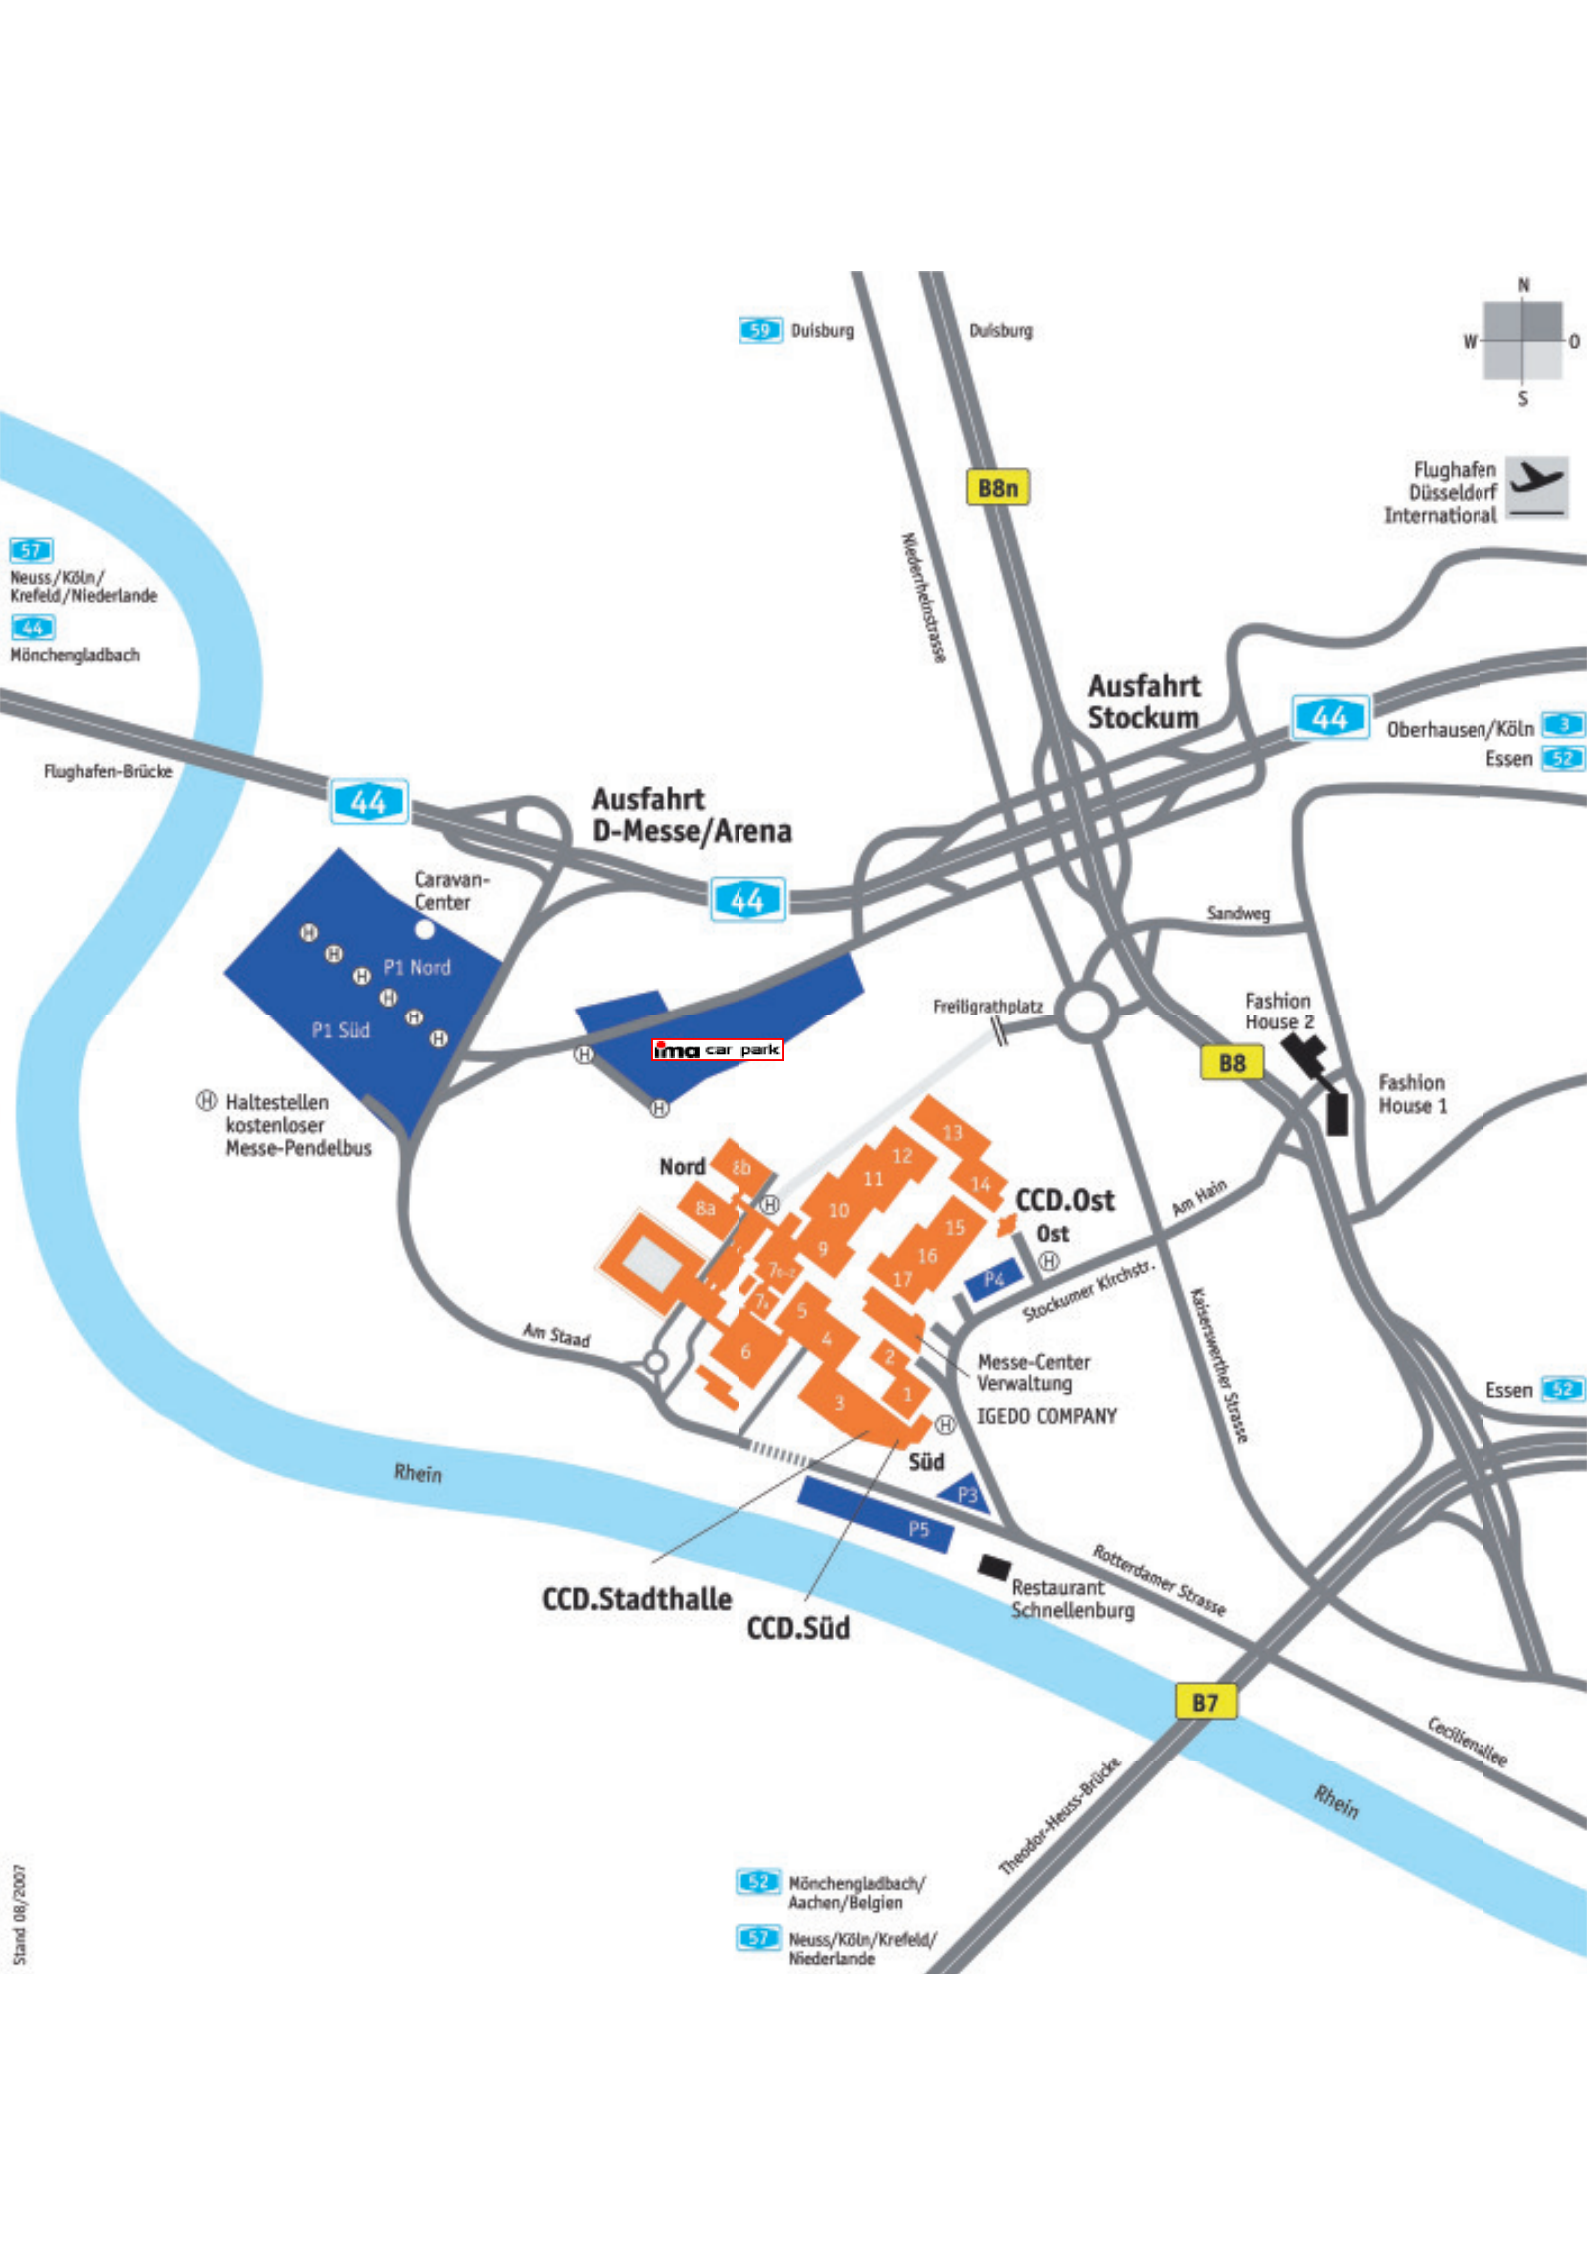 N
W
O
S
59 Duisburg
Duisburg
B8n
Flughafen
Düsseldorf
International
57
Neuss/Köln/
Krefeld/Niederlande
44
Mönchengladbach
Niederrheinstrasse
Ausfahrt
Stockum
44
Oberhausen/Köln 3
Essen 52
Flughafen-Brücke
44
Ausfahrt
D-Messe/Arena
44
Caravan-
Center
Sandweg
H
H
H
H
H
H
P1 Nord
P1 Süd
Freiligrathplatz
Fashion
House 2
ima car park
H
H
B8
Fashion
House 1
H Haltestellen
kostenloser
Messe-Pendelbus
13
12
11
14
Nord
8b
8a
H
10
9
15
16
17
CCD.Ost
Ost
H
Am Hain
7
7a
5
4
6
P4
Stockumer Kirchstr.
Kaiserswerther Strasse
Am Staad
2
1
3
Messe-Center
Verwaltung
IGEDO COMPANY
H
Essen 52
Süd
Rhein
P3
P5
Rotterdamer Strasse
Restaurant
Schnellenburg
CCD.Stadthalle
CCD.Süd
B7
Cecilienallee
Theodor-Heuss-Brücke
Rhein
52 Mönchengladbach/
Aachen/Belgien
57 Neuss/Köln/Krefeld/
Niederlande
Stand 08/2007